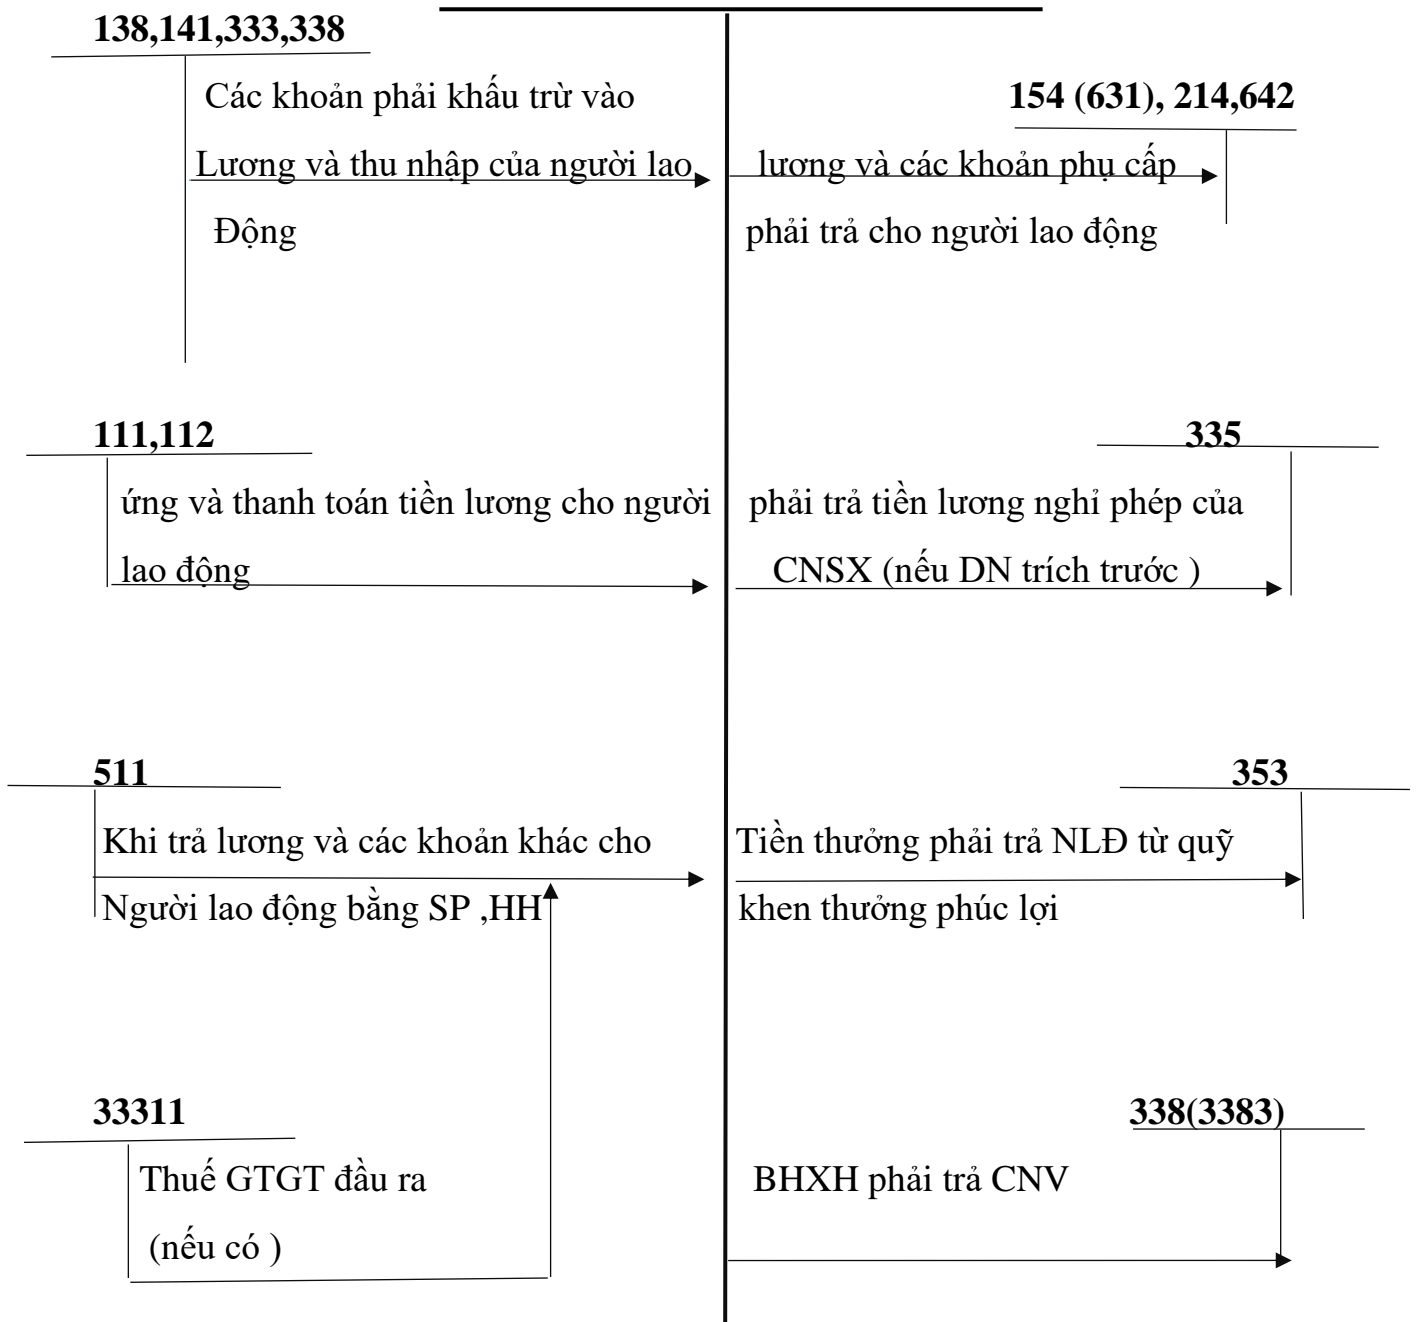 138,141,333,338
Các khoản phải khấu trừ vào
Lương và thu nhập của người lao
Động
154 (631), 214,642
lương và các khoản phụ cấp
phải trả cho người lao động
111,112
ứng và thanh toán tiền lương cho người
lao động
335
phải trả tiền lương nghỉ phép của
CNSX (nếu DN trích trước )
511
Khi trả lương và các khoản khác cho
Người lao động bằng SP ,HH
353
Tiền thưởng phải trả NLĐ từ quỹ
khen thưởng phúc lợi
33311
Thuế GTGT đầu ra
(nếu có )
338(3383)
BHXH phải trả CNV